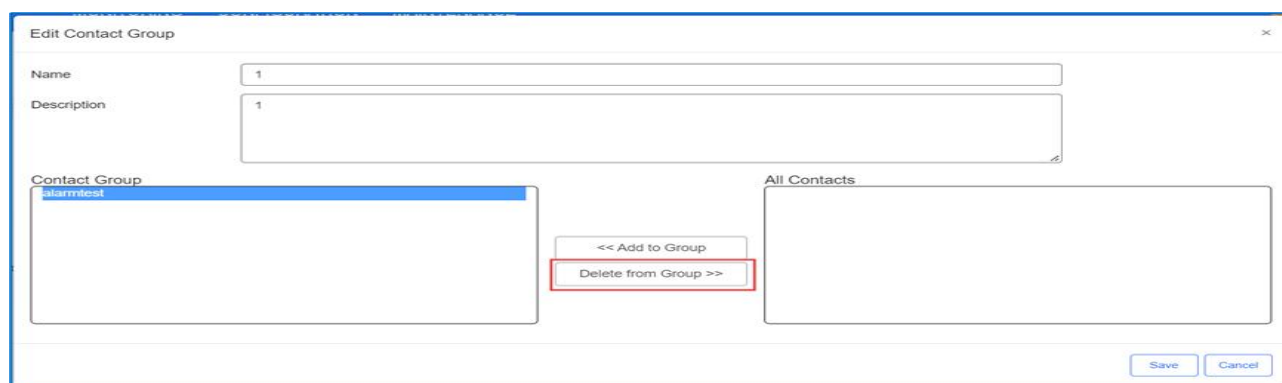 Edit Contact Group ×
Name 1
Description 1
Contact Group All Contacts
alarmtest
<< Add to Group
Delete from Group >>
Save Cancel